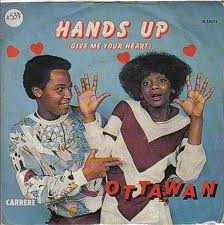 HANDS UP
(GIVE ME YOUR HEART)
OTTAWAN
CARRERE